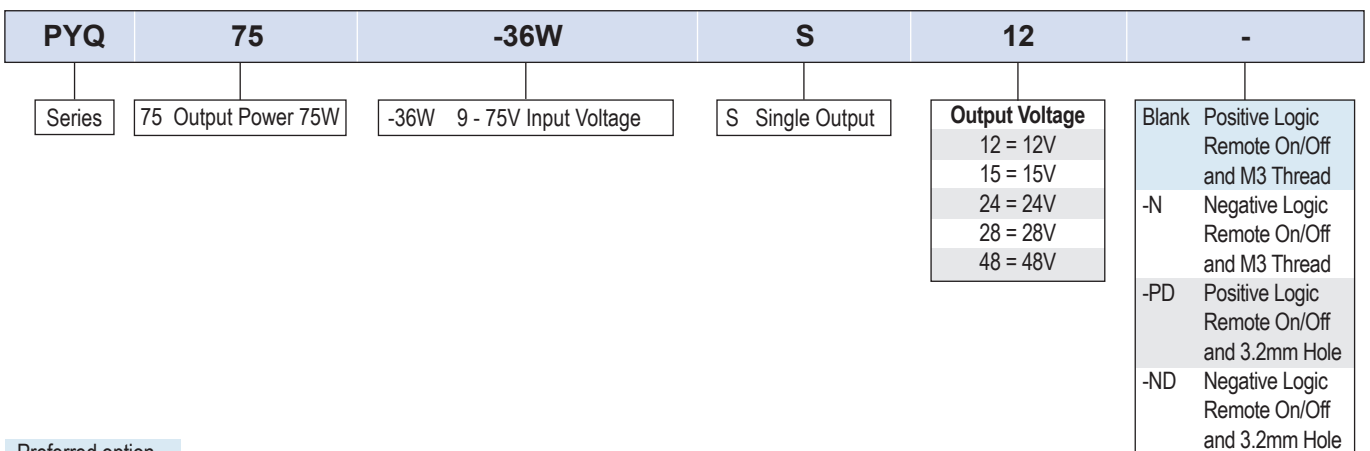 PYQ 75 -36W S 12 -
Series
75 Output Power 75W
-36W 9 - 75V Input Voltage
S Single Output
Output Voltage
12 = 12V
15 = 15V
24 = 24V
28 = 28V
48 = 48V
Blank Positive Logic
Remote On/Off
and M3 Thread
-N Negative Logic
Remote On/Off
and M3 Thread
-PD Positive Logic
Remote On/Off
and 3.2mm Hole
-ND Negative Logic
Remote On/Off
and 3.2mm Hole
Preferred option